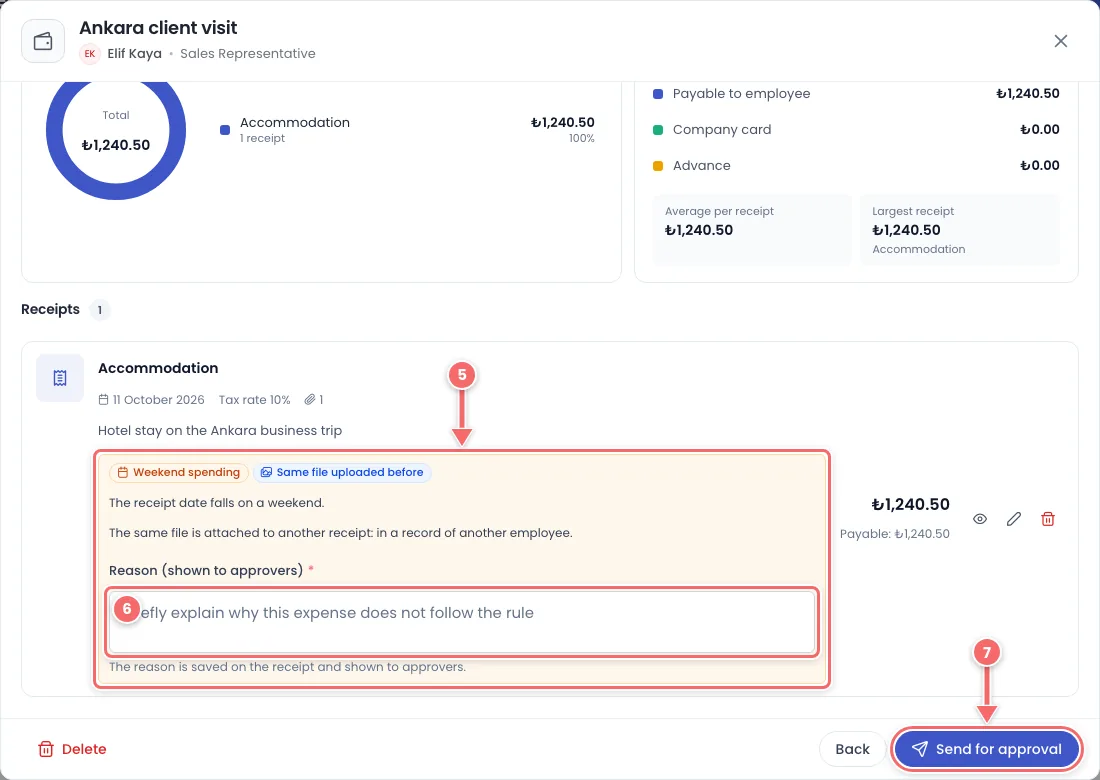 Ankara client visit
EK Elif Kaya • Sales Representative
Total
₺1,240.50
Accommodation ₺1,240.50
1 receipt 100%
Payable to employee ₺1,240.50
Company card ₺0.00
Advance ₺0.00
Average per receipt
₺1,240.50
Largest receipt
₺1,240.50
Accommodation
Receipts 1
Accommodation
11 October 2026 Tax rate 10% 1
Hotel stay on the Ankara business trip
5
Weekend spending Same file uploaded before
The receipt date falls on a weekend.
The same file is attached to another receipt: in a record of another employee.
Reason (shown to approvers) *
6 efly explain why this expense does not follow the rule
The reason is saved on the receipt and shown to approvers.
₺1,240.50
Payable: ₺1,240.50
7
Delete
Back
Send for approval